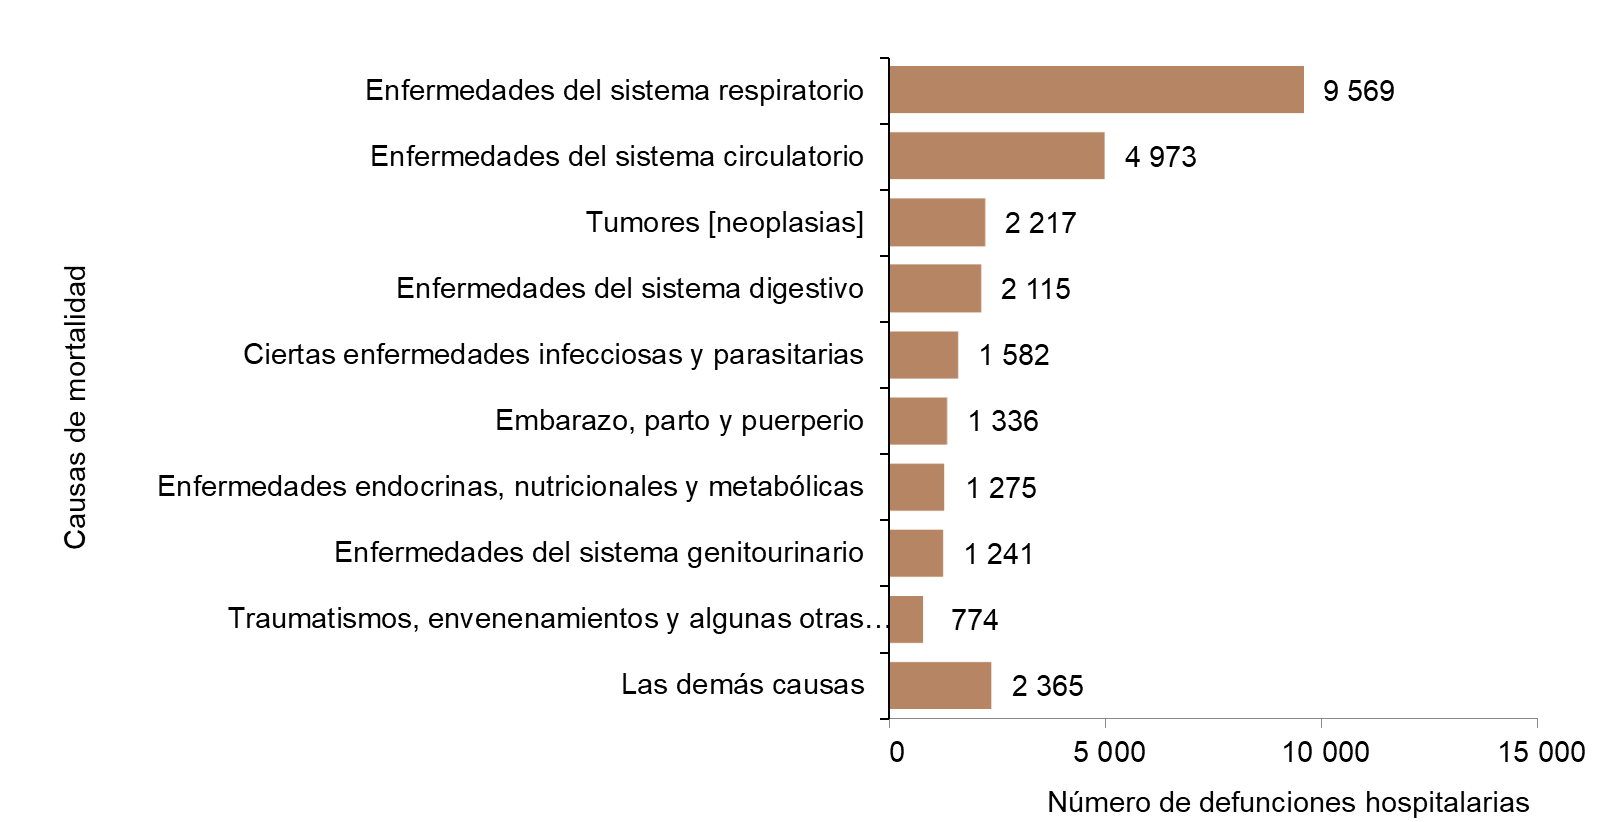 Enfermedades del sistema respiratorio 9 569
Enfermedades del sistema circulatorio 4 973
Tumores [neoplasias] 2 217
Enfermedades del sistema digestivo 2 115
Ciertas enfermedades infecciosas y parasitarias 1 582
Embarazo, parto y puerperio 1 336
Enfermedades endocrinas, nutricionales y metabólicas 1 275
Enfermedades del sistema genitourinario 1 241
Traumatismos, envenenamientos y algunas otras… 774
Las demás causas 2 365
Causas de mortalidad
0 5 000 10 000 15 000
Número de defunciones hospitalarias